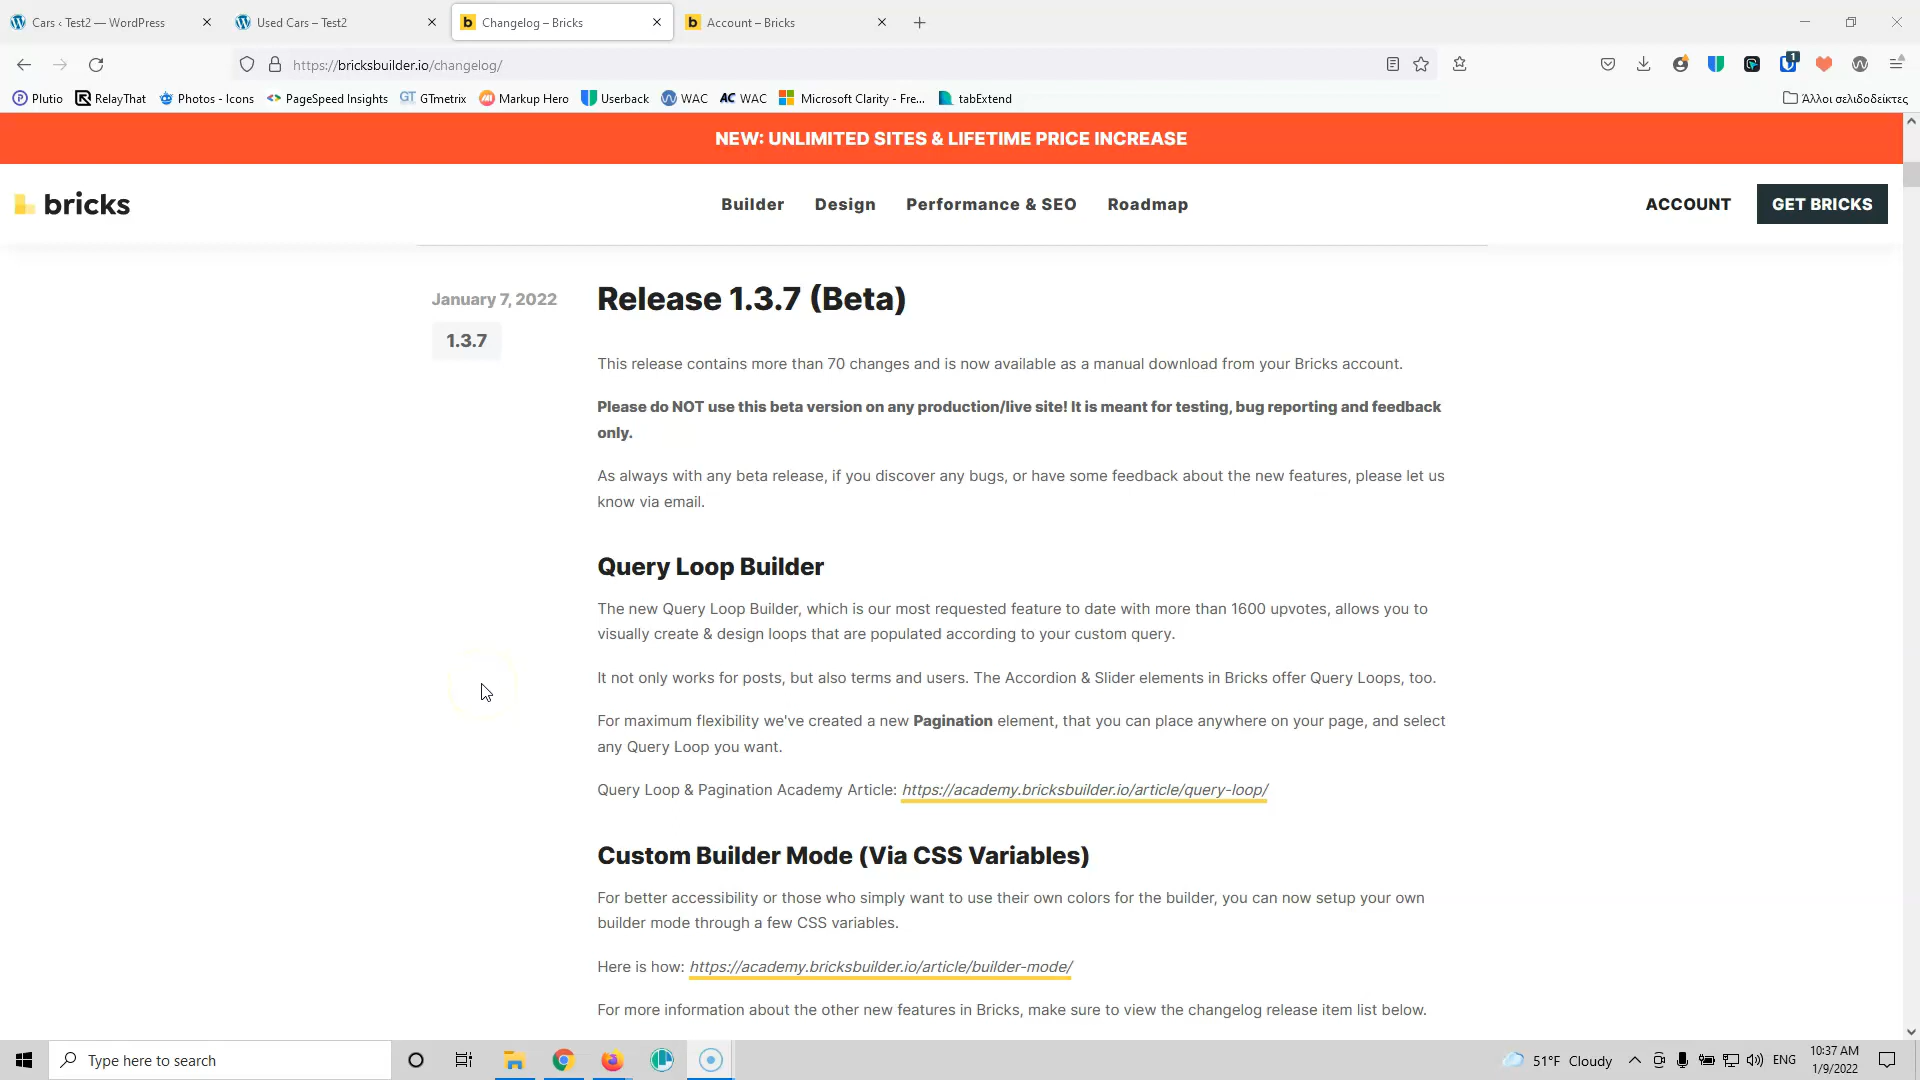 Cars ‹ Test2 — WordPress
Used Cars – Test2
Changelog – Bricks
Account – Bricks
https://bricksbuilder.io/changelog/
Plutio
RelayThat
Photos - Icons
PageSpeed Insights
GTmetrix
Markup Hero
Userback
WAC
AC WAC
Microsoft Clarity - Fre...
tabExtend
Άλλοι σελιδοδείκτες
NEW: UNLIMITED SITES & LIFETIME PRICE INCREASE
bricks
Builder
Design
Performance & SEO
Roadmap
ACCOUNT
GET BRICKS
January 7, 2022
1.3.7
Release 1.3.7 (Beta)
This release contains more than 70 changes and is now available as a manual download from your Bricks account.
Please do NOT use this beta version on any production/live site! It is meant for testing, bug reporting and feedback
only.
As always with any beta release, if you discover any bugs, or have some feedback about the new features, please let us
know via email.
Query Loop Builder
The new Query Loop Builder, which is our most requested feature to date with more than 1600 upvotes, allows you to
visually create & design loops that are populated according to your custom query.
It not only works for posts, but also terms and users. The Accordion & Slider elements in Bricks offer Query Loops, too.
For maximum flexibility we've created a new Pagination element, that you can place anywhere on your page, and select
any Query Loop you want.
Query Loop & Pagination Academy Article: https://academy.bricksbuilder.io/article/query-loop/
Custom Builder Mode (Via CSS Variables)
For better accessibility or those who simply want to use their own colors for the builder, you can now setup your own
builder mode through a few CSS variables.
Here is how: https://academy.bricksbuilder.io/article/builder-mode/
For more information about the other new features in Bricks, make sure to view the changelog release item list below.
Type here to search
51°F Cloudy
ENG
10:37 AM
1/9/2022